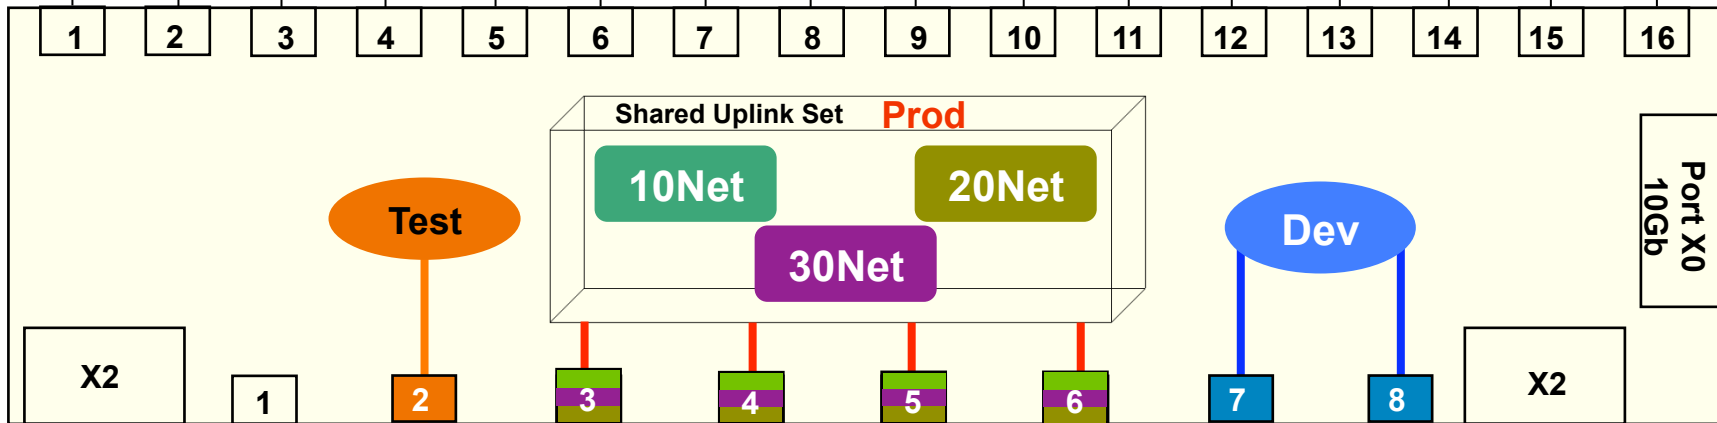 1 2 3 4 5 6 7 8 9 10 11 12 13 14 15 16
Shared Uplink Set Prod
10Net 20Net
30Net
Test
Dev
Port X0
10Gb
X2 1 2 3 4 5 6 7 8 X2